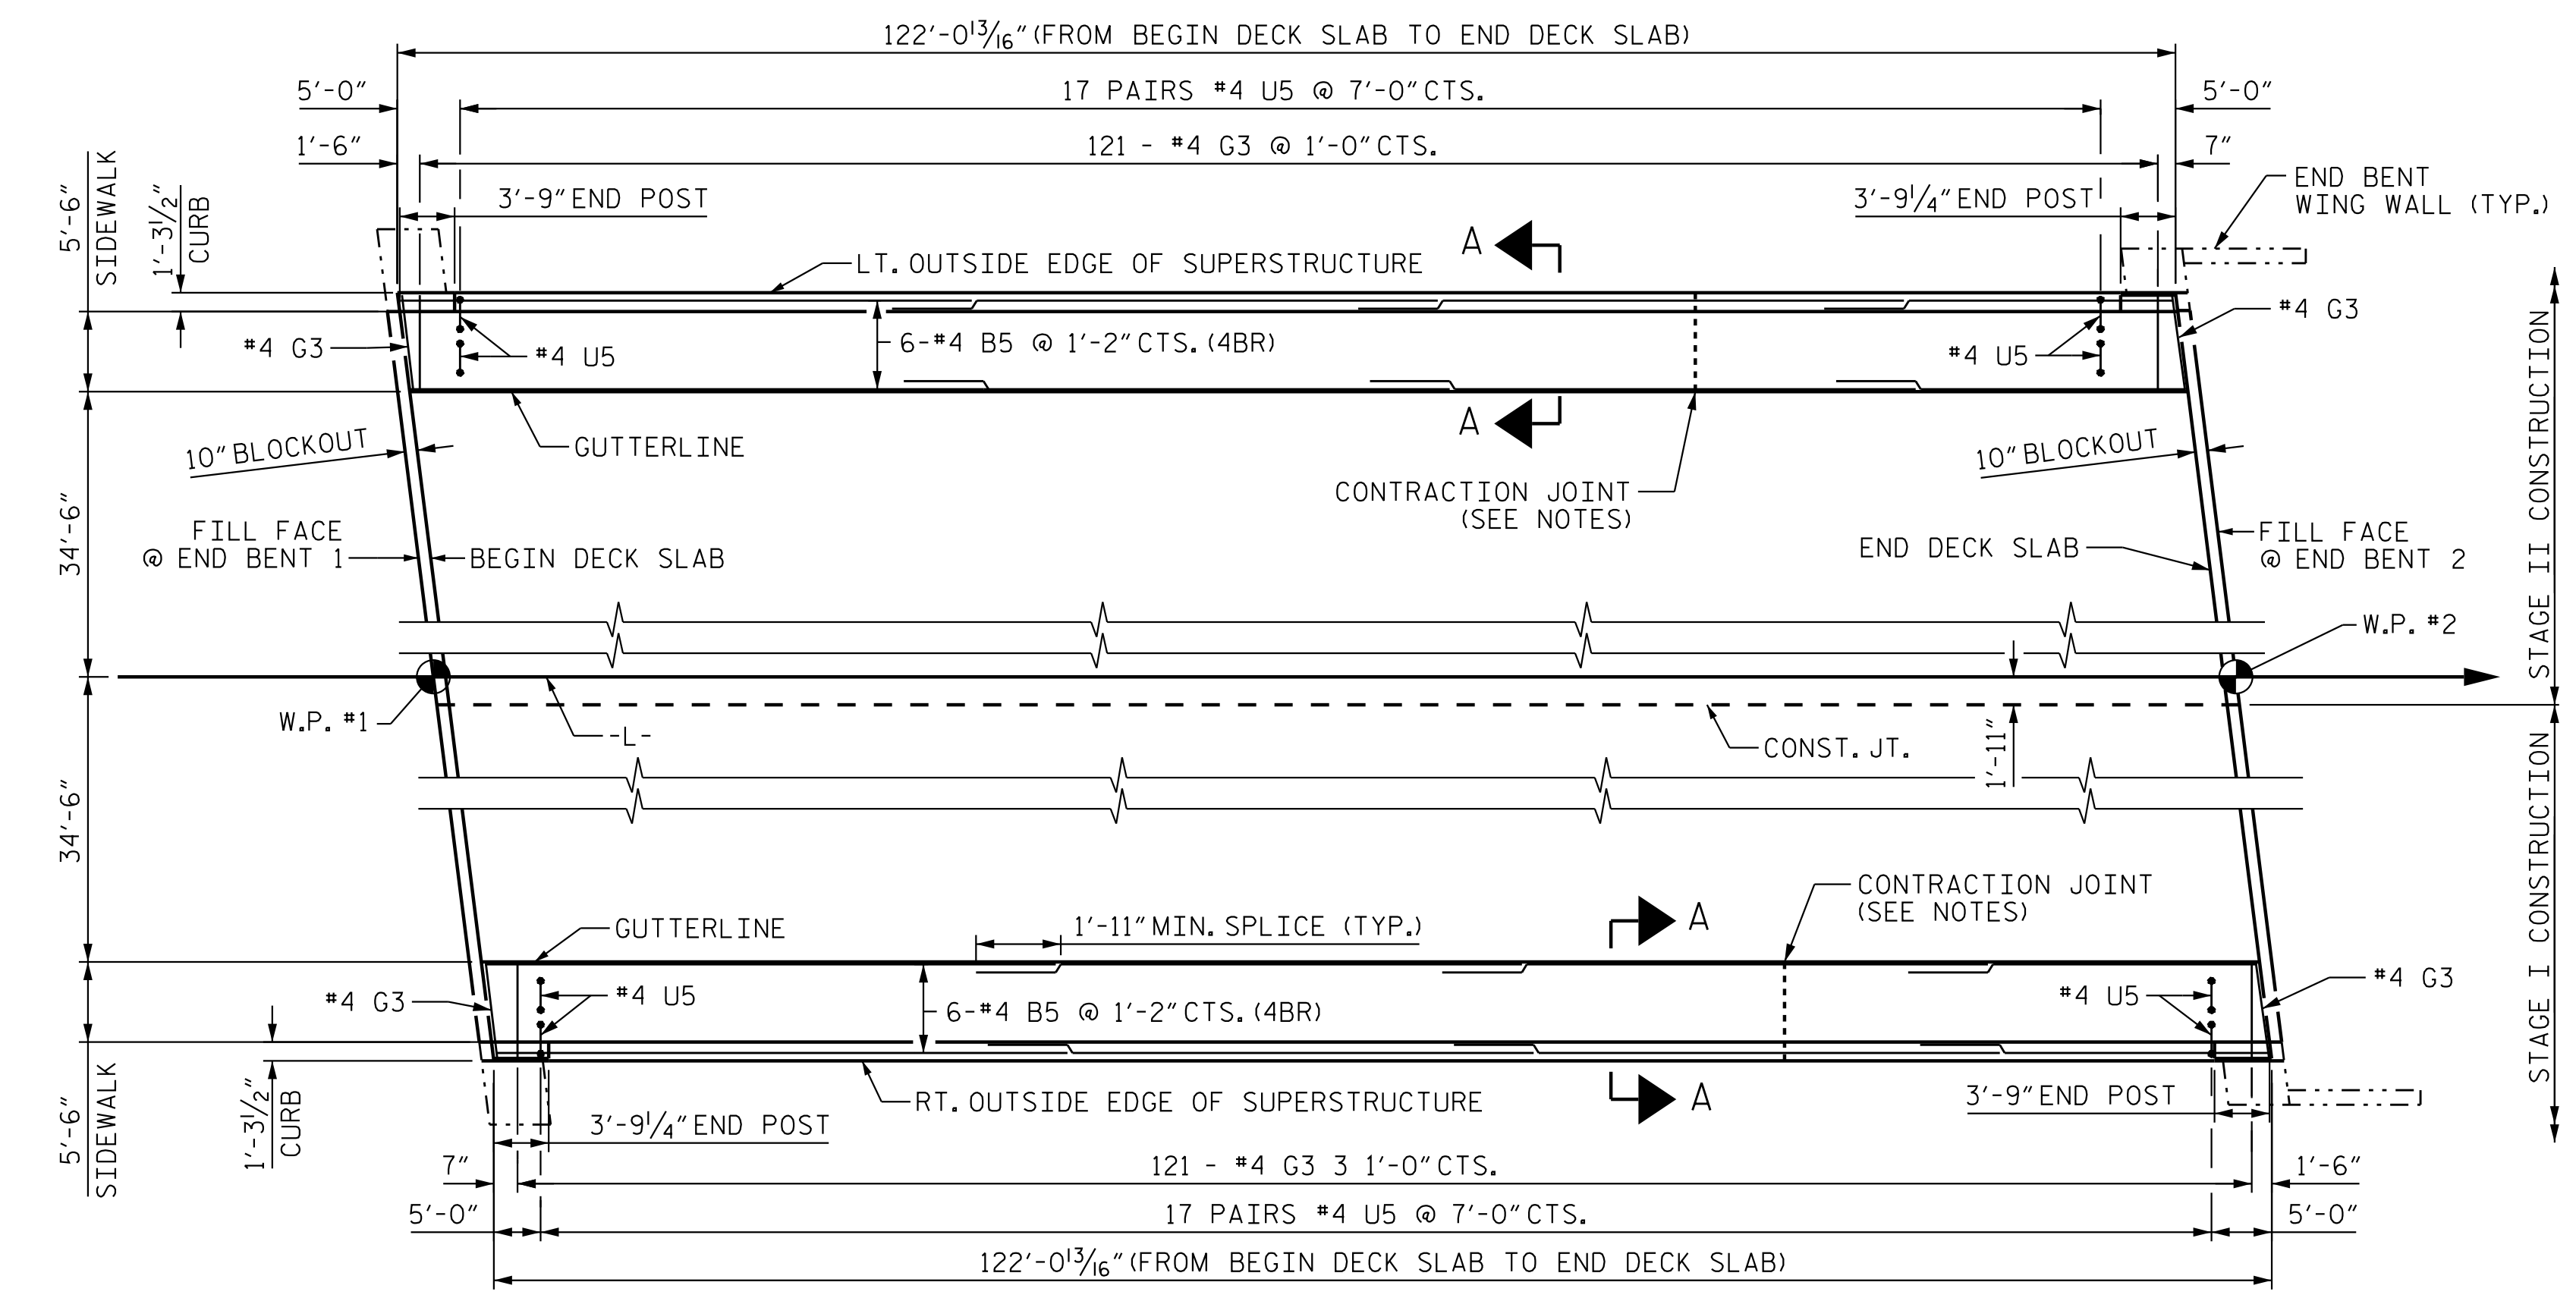 122'-0 13/16" (FROM BEGIN DECK SLAB TO END DECK SLAB)
5'-0"
17 PAIRS #4 U5 @ 7'-0" CTS.
5'-0"
1'-6"
121 - #4 G3 @ 1'-0" CTS.
7"
5'-6"
SIDEWALK
1'-3 1/2"
CURB
3'-9" END POST
3'-9 1/4" END POST
END BENT
WING WALL (TYP.)
A
LT. OUTSIDE EDGE OF SUPERSTRUCTURE
#4 G3
#4 G3
#4 U5
6-#4 B5 @ 1'-2" CTS. (4BR)
#4 U5
A
10" BLOCKOUT
GUTTERLINE
10" BLOCKOUT
CONTRACTION JOINT
(SEE NOTES)
34'-6"
FILL FACE
@ END BENT 1
BEGIN DECK SLAB
END DECK SLAB
FILL FACE
@ END BENT 2
STAGE II CONSTRUCTION
W.P. #2
W.P. #1
-L-
CONST. JT.
1'-11"
34'-6"
STAGE I CONSTRUCTION
CONTRACTION JOINT
(SEE NOTES)
GUTTERLINE
1'-11" MIN. SPLICE (TYP.)
A
#4 G3
#4 U5
6-#4 B5 @ 1'-2" CTS. (4BR)
#4 U5
#4 G3
5'-6"
SIDEWALK
1'-3 1/2"
CURB
RT. OUTSIDE EDGE OF SUPERSTRUCTURE
A
3'-9 1/4" END POST
3'-9" END POST
7"
121 - #4 G3 3 1'-0" CTS.
1'-6"
5'-0"
17 PAIRS #4 U5 @ 7'-0" CTS.
5'-0"
122'-0 13/16" (FROM BEGIN DECK SLAB TO END DECK SLAB)